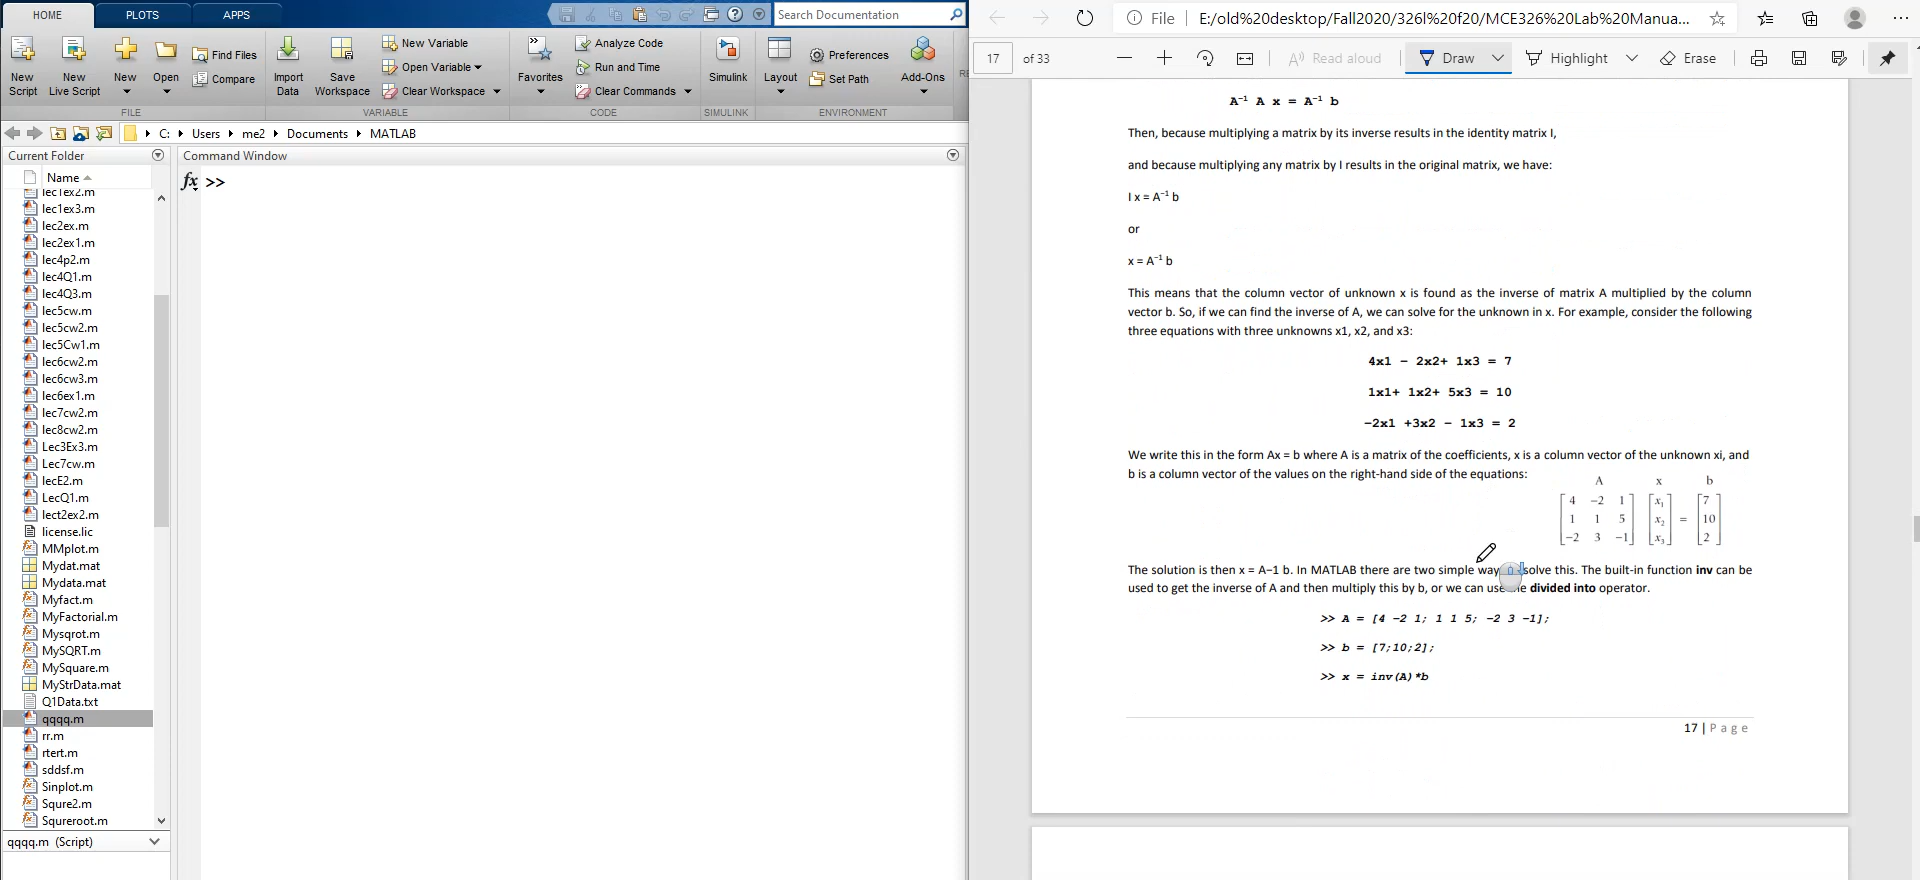 HOME
PLOTS
APPS
Search Documentation
New Script
New Live Script
New
Open
Find Files
Compare
FILE
Import Data
Save Workspace
New Variable
Open Variable
Clear Workspace
VARIABLE
Favorites
Analyze Code
Run and Time
Clear Commands
CODE
Simulink
SIMULINK
Layout
Preferences
Set Path
Add-Ons
ENVIRONMENT
RE
C:
Users
me2
Documents
MATLAB
Current Folder
Name
lec1ex2.m
lec1ex3.m
lec2ex.m
lec2ex1.m
lec4p2.m
lec4Q1.m
lec4Q3.m
lec5cw.m
lec5cw2.m
lec5Cw1.m
lec6cw2.m
lec6cw3.m
lec6ex1.m
lec7cw2.m
lec8cw2.m
Lec3Ex3.m
Lec7cw.m
lecE2.m
LecQ1.m
lect2ex2.m
license.lic
MMplot.m
Mydat.mat
Mydata.mat
Myfact.m
MyFactorial.m
Mysqrot.m
MySQRT.m
MySquare.m
MyStrData.mat
Q1Data.txt
qqqq.m
rr.m
rtert.m
sddsf.m
Sinplot.m
Squre2.m
Squreroot.m
qqqq.m (Script)
Command Window
fx >>
File
E:/old%20desktop/Fall2020/326l%20f20/MCE326%20Lab%20Manua...
17 of 33
Read aloud
Draw
Highlight
Erase
A⁻¹ A x = A⁻¹ b
Then, because multiplying a matrix by its inverse results in the identity matrix I,
and because multiplying any matrix by I results in the original matrix, we have:
I x = A⁻¹ b
or
x = A⁻¹ b
This means that the column vector of unknown x is found as the inverse of matrix A multiplied by the column
vector b. So, if we can find the inverse of A, we can solve for the unknown in x. For example, consider the following
three equations with three unknowns x1, x2, and x3:
4x1 - 2x2+ 1x3 = 7
1x1+ 1x2+ 5x3 = 10
-2x1 +3x2 - 1x3 = 2
We write this in the form Ax = b where A is a matrix of the coefficients, x is a column vector of the unknown xi, and
b is a column vector of the values on the right-hand side of the equations:
A x b
4 −2 1 x₁ 7
1 1 5 x₂ = 10
−2 3 −1 x₃ 2
The solution is then x = A−1 b. In MATLAB there are two simple way solve this. The built-in function inv can be
used to get the inverse of A and then multiply this by b, or we can use divided into operator.
>> A = [4 -2 1; 1 1 5; -2 3 -1];
>> b = [7;10;2];
>> x = inv(A)*b
17 | Page